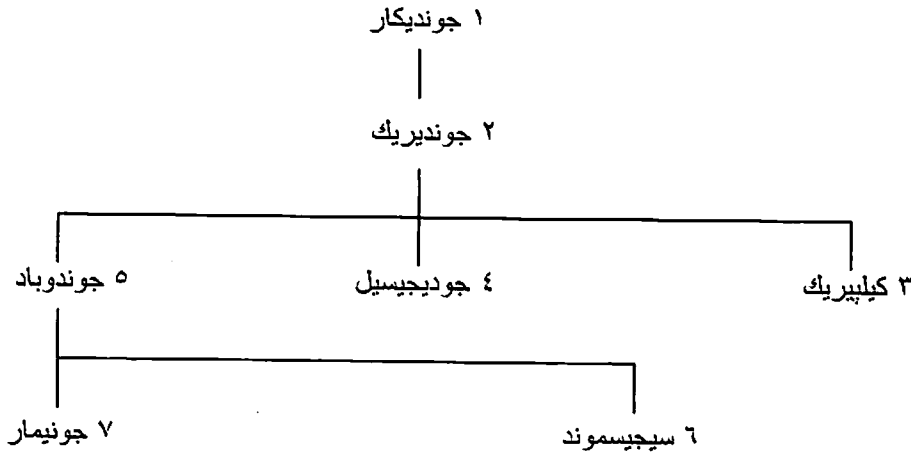 ١ جونديكار
٢ جونديريك
٣ كيلبيريك
٤ جوديجيسيل
٥ جوندوباد
٦ سيجيسموند
٧ جونيمار